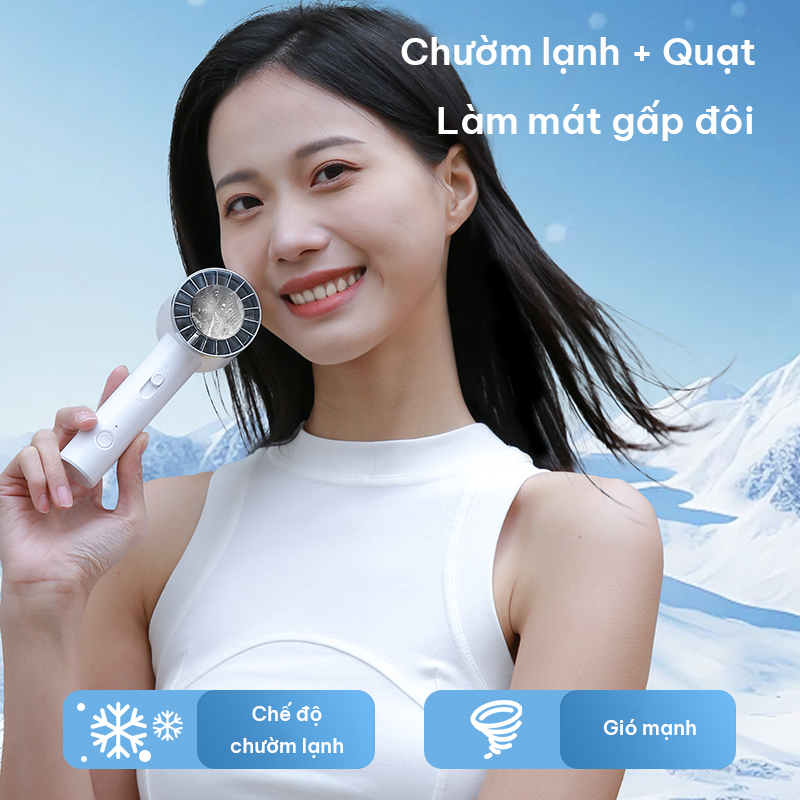 Chườm lạnh + Quạt
Làm mát gấp đôi
Chế độ
chườm lạnh
Gió mạnh